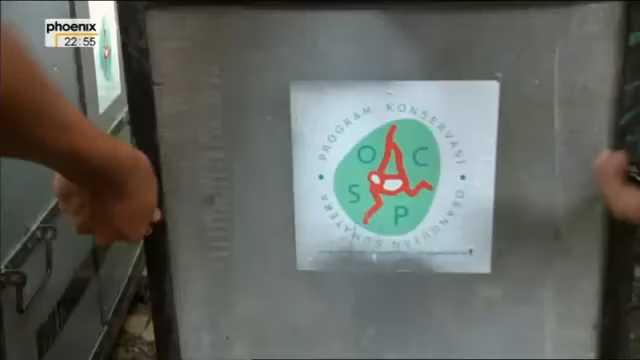 phoenix
22:55
PROGRAM KONSERVASI
O C
S P
ORANGUTAN SUMATERA